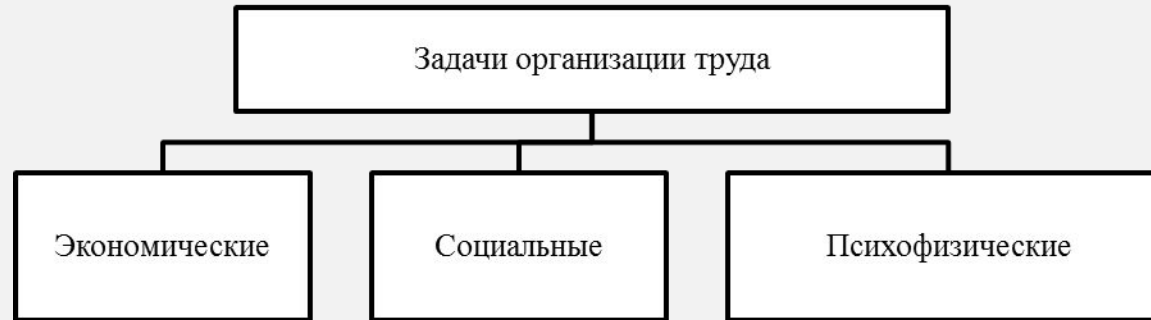 Задачи организации труда
Экономические
Социальные
Психофизические